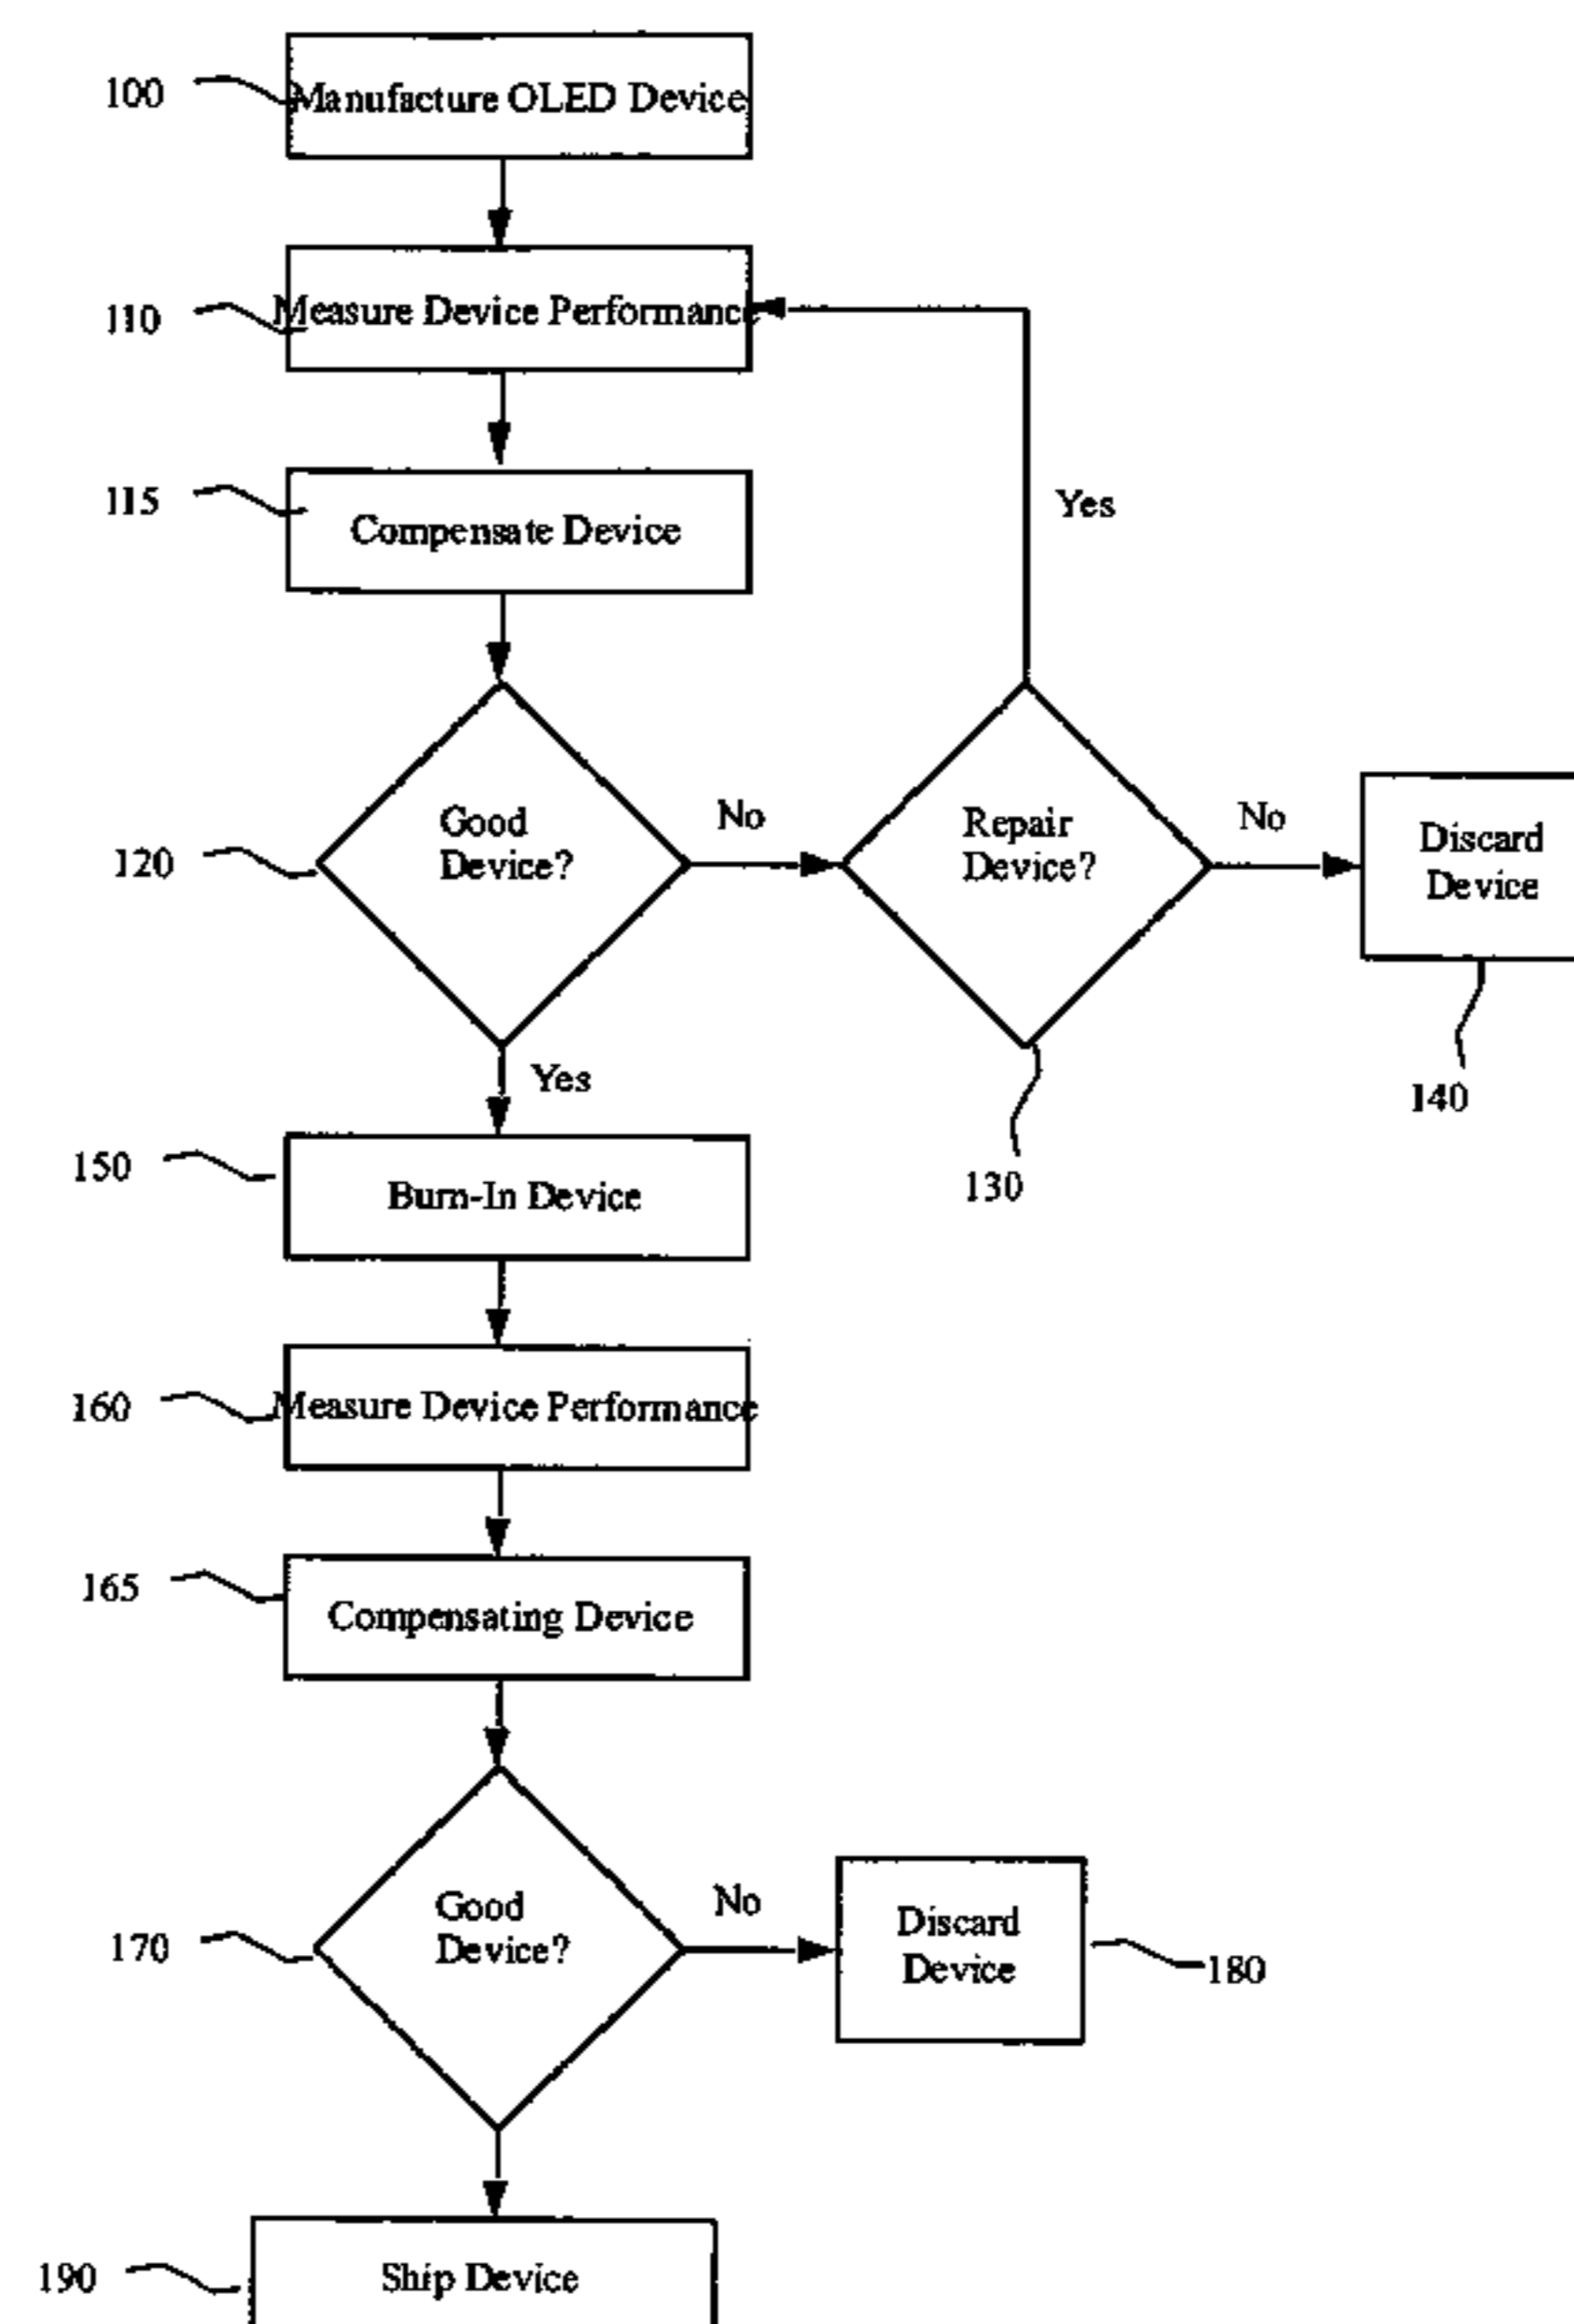 100
Manufacture OLED Device
110
Measure Device Performance
115
Compensate Device
Yes
120
Good
Device?
No
Repair
Device?
No
Discard
Device
140
Yes
130
150
Burn-In Device
160
Measure Device Performance
165
Compensating Device
170
Good
Device?
No
Discard
Device
180
190
Ship Device